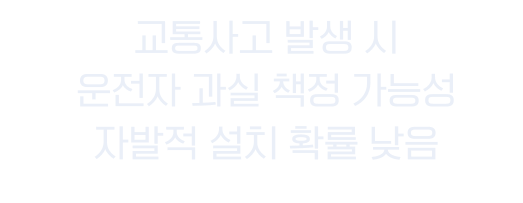 교통사고 발생 시
운전자 과실 책정 가능성
자발적 설치 확률 낮음